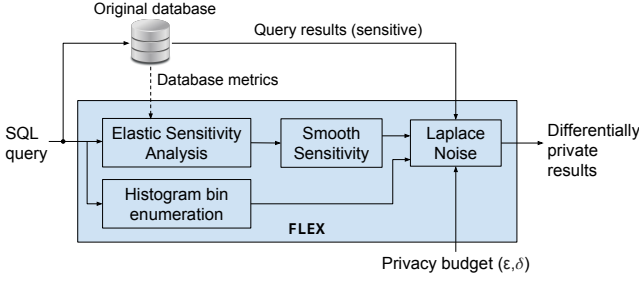 Original database
Query results (sensitive)
Database metrics
SQL
query
Elastic Sensitivity
Analysis
Smooth
Sensitivity
Laplace
Noise
Differentially
private
results
Histogram bin
enumeration
FLEX
Privacy budget (ε,δ)